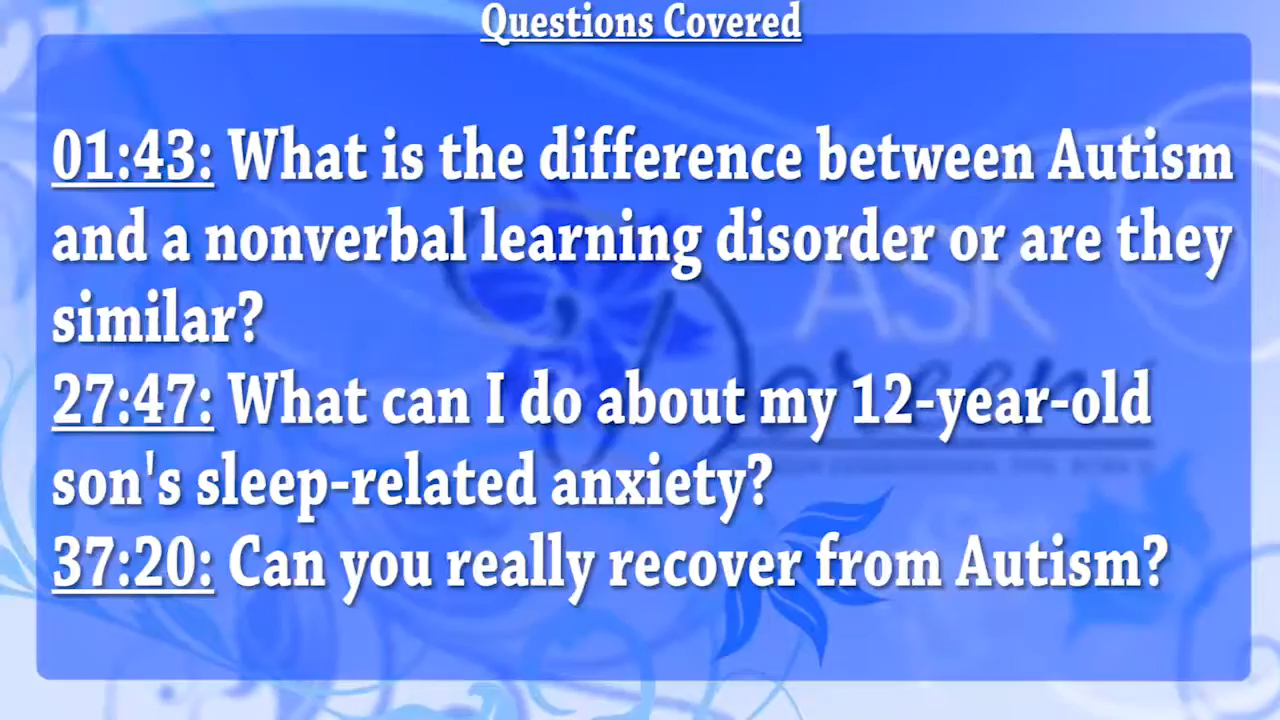 Questions Covered
01:43: What is the difference between Autism
and a nonverbal learning disorder or are they
similar?
27:47: What can I do about my 12-year-old
son's sleep-related anxiety?
37:20: Can you really recover from Autism?
ASK
Doreen